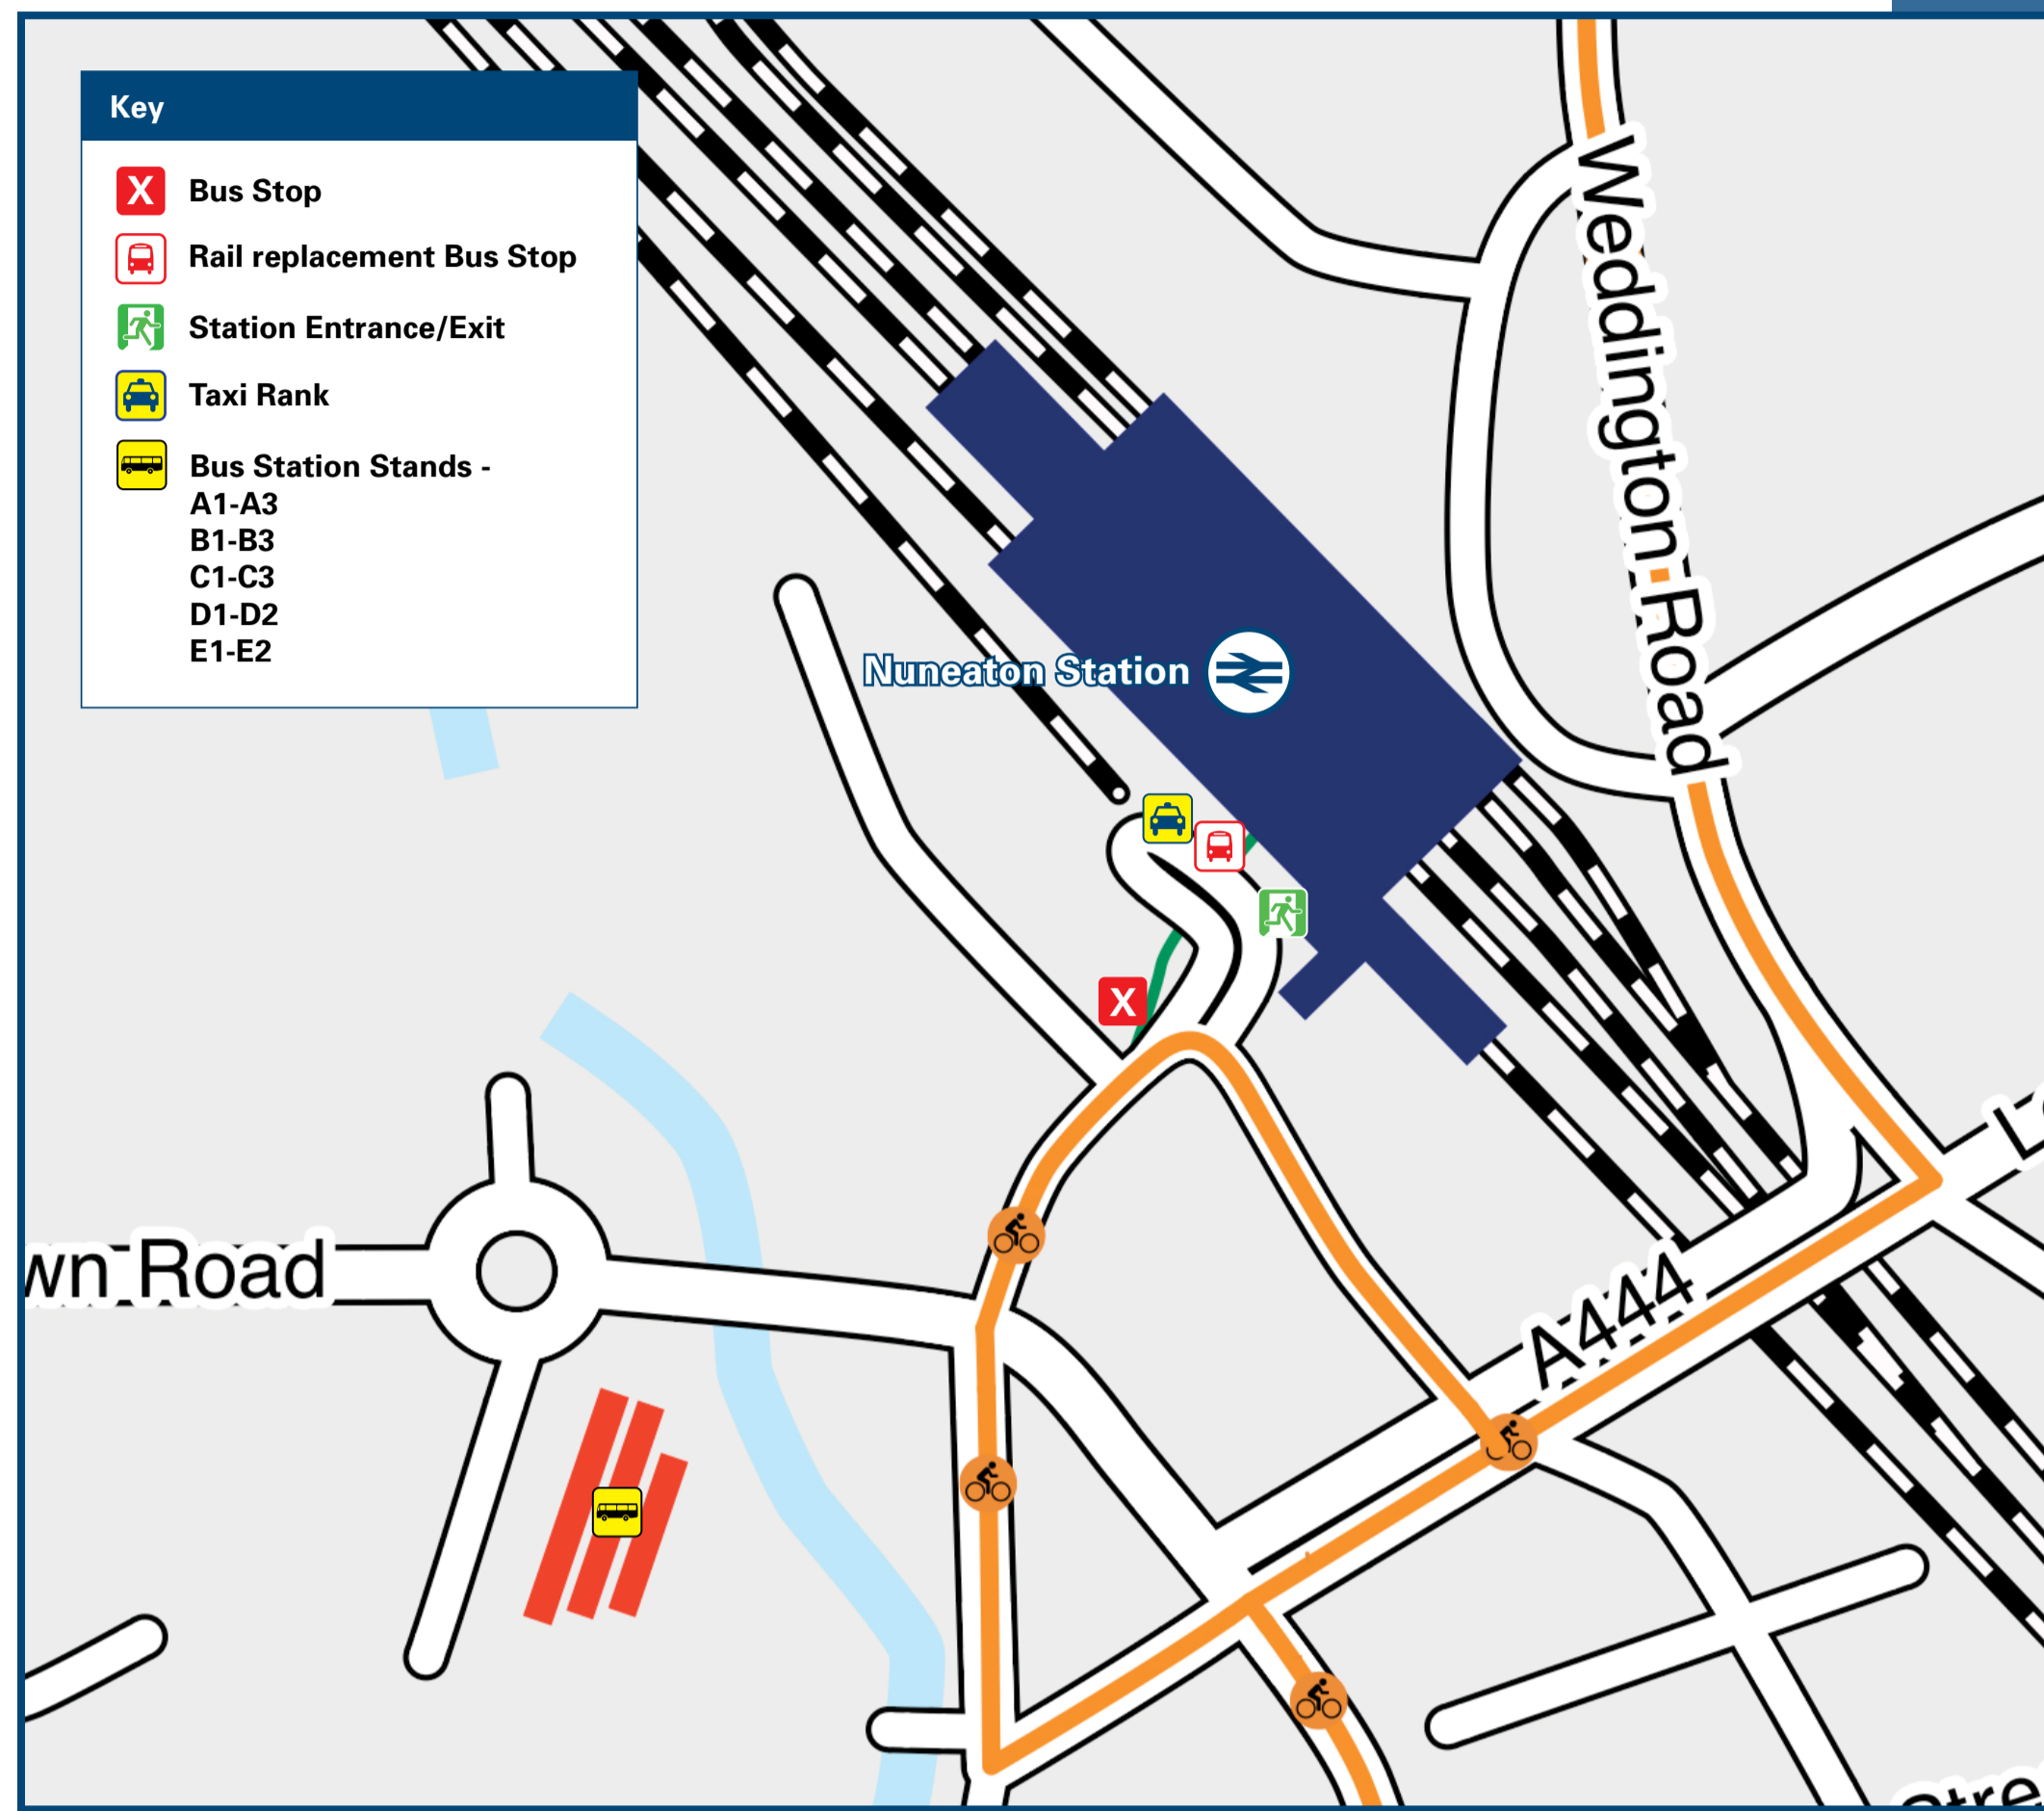 Key
X
Bus Stop
Rail replacement Bus Stop
Station Entrance/Exit
Taxi Rank
Bus Station Stands -
A1-A3
B1-B3
C1-C3
D1-D2
E1-E2
Weddington Road
Nuneaton Station
X
Road
A444